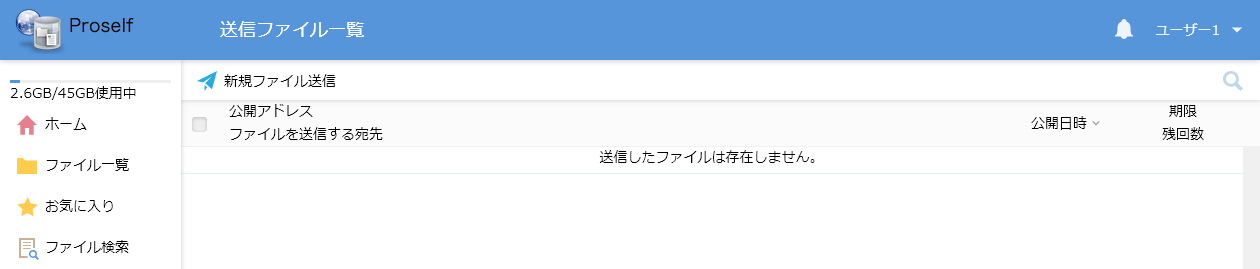 Proself
送信ファイル一覧
ユーザー1
2.6GB/45GB使用中
ホーム
ファイル一覧
お気に入り
ファイル検索
新規ファイル送信
公開アドレス
ファイルを送信する宛先
公開日時
期限
残回数
送信したファイルは存在しません。